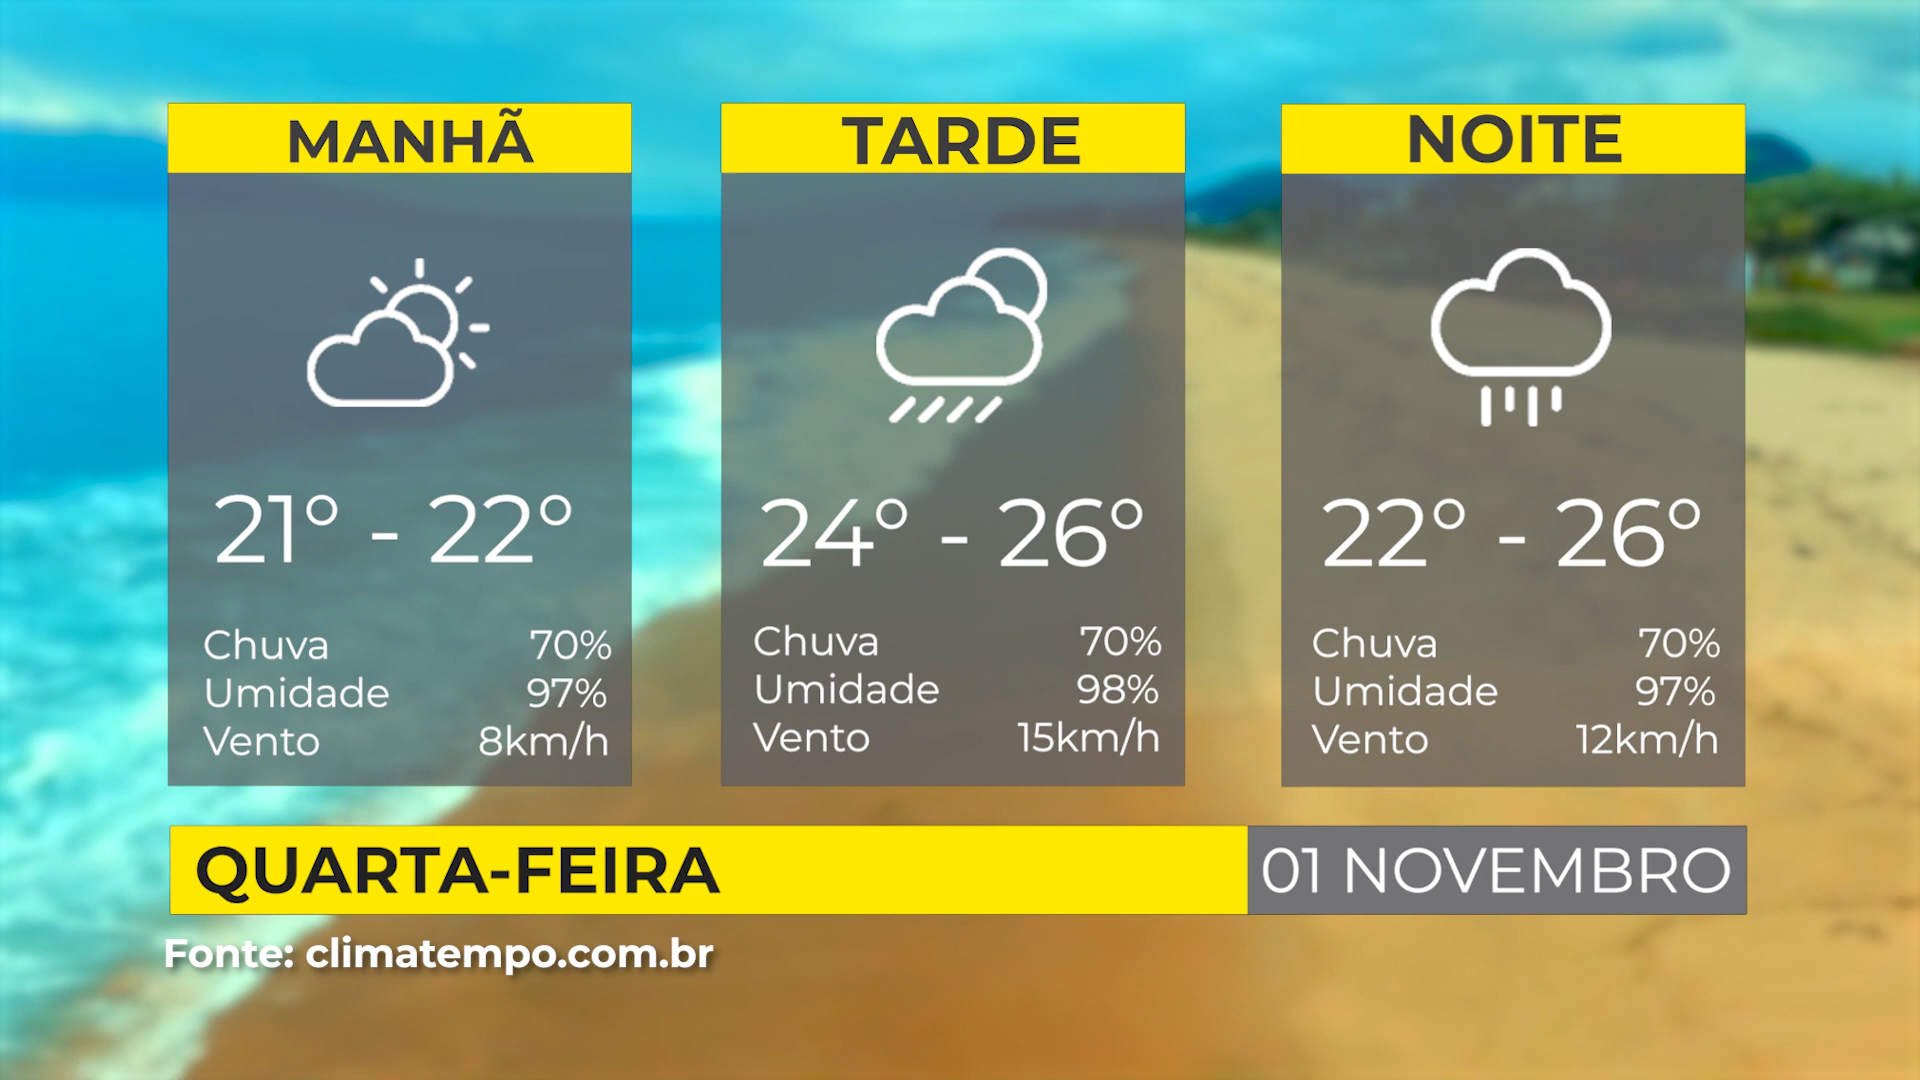 MANHÃ
21° - 22°
Chuva 70%
Umidade 97%
Vento 8km/h
TARDE
24° - 26°
Chuva 70%
Umidade 98%
Vento 15km/h
NOITE
22° - 26°
Chuva 70%
Umidade 97%
Vento 12km/h
QUARTA-FEIRA 01 NOVEMBRO
Fonte: climatempo.com.br